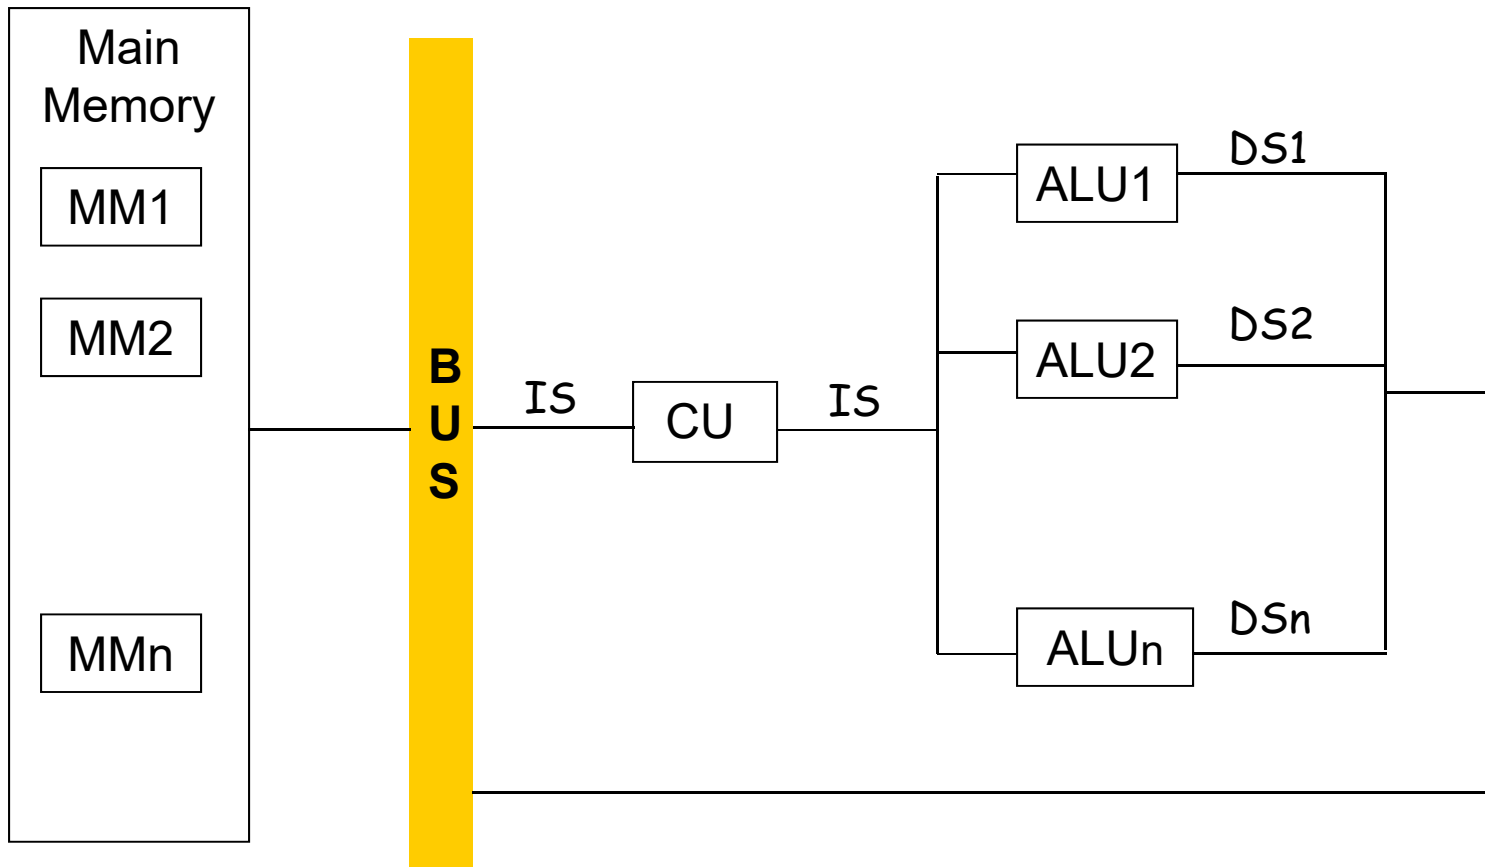 Main
Memory
MM1
MM2
MMn
B
U
S
IS
CU
IS
ALU1
DS1
ALU2
DS2
ALUn
DSn